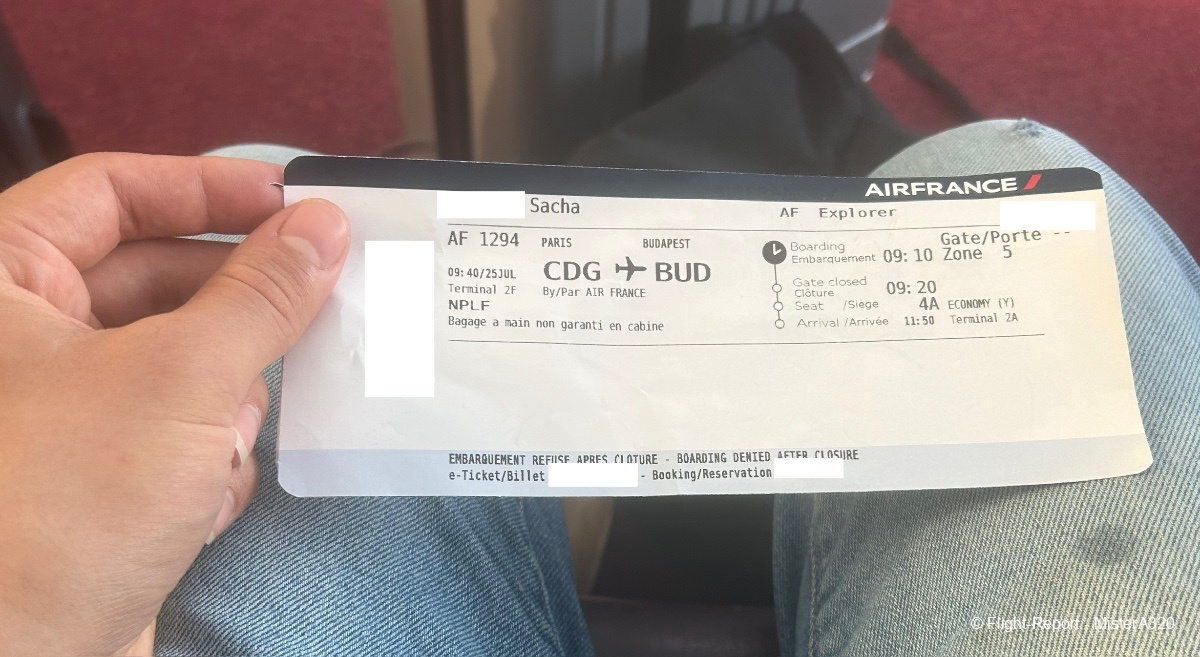 AIRFRANCE
Sacha
AF Explorer
AF 1294 PARIS BUDAPEST
09:40/25JUL CDG BUD
Terminal 2F By/Par AIR FRANCE
NPLF
Bagage a main non garanti en cabine
Gate/Porte --
Boarding
Embarquement 09:10 Zone 5
Gate closed
Clôture 09:20
Seat /Siege 4A ECONOMY (Y)
Arrival /Arrivée 11:50 Terminal 2A
EMBARQUEMENT REFUSE APRES CLOTURE - BOARDING DENIED AFTER CLOSURE
e-Ticket/Billet - Booking/Reservation
© Flight-Report - MisterA320